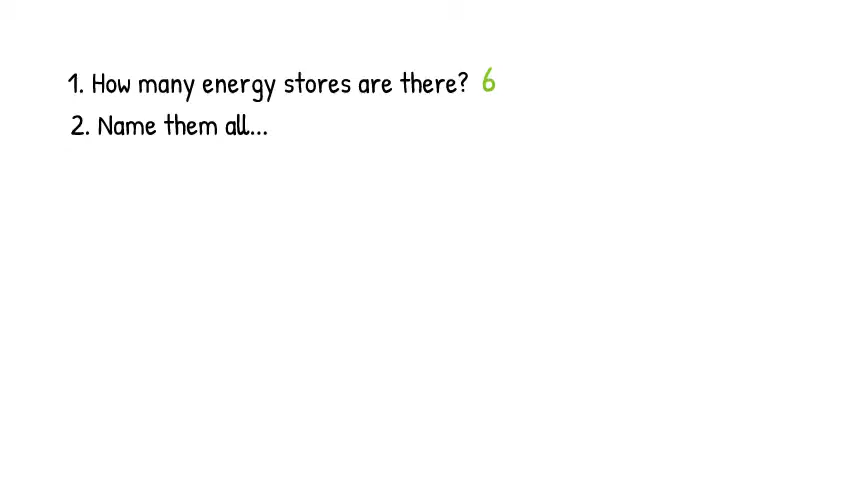 1. How many energy stores are there? 6
2. Name them all...